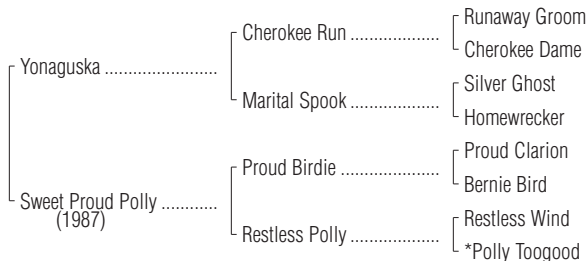 Runaway Groom
Cherokee Run ....................
Cherokee Dame
Yonaguska .........................
Silver Ghost
Marital Spook ...................
Homewrecker
Proud Clarion
Proud Birdie ......................
Bernie Bird
Sweet Proud Polly ............
(1987)
Restless Wind
Restless Polly ...................
*Polly Toogood